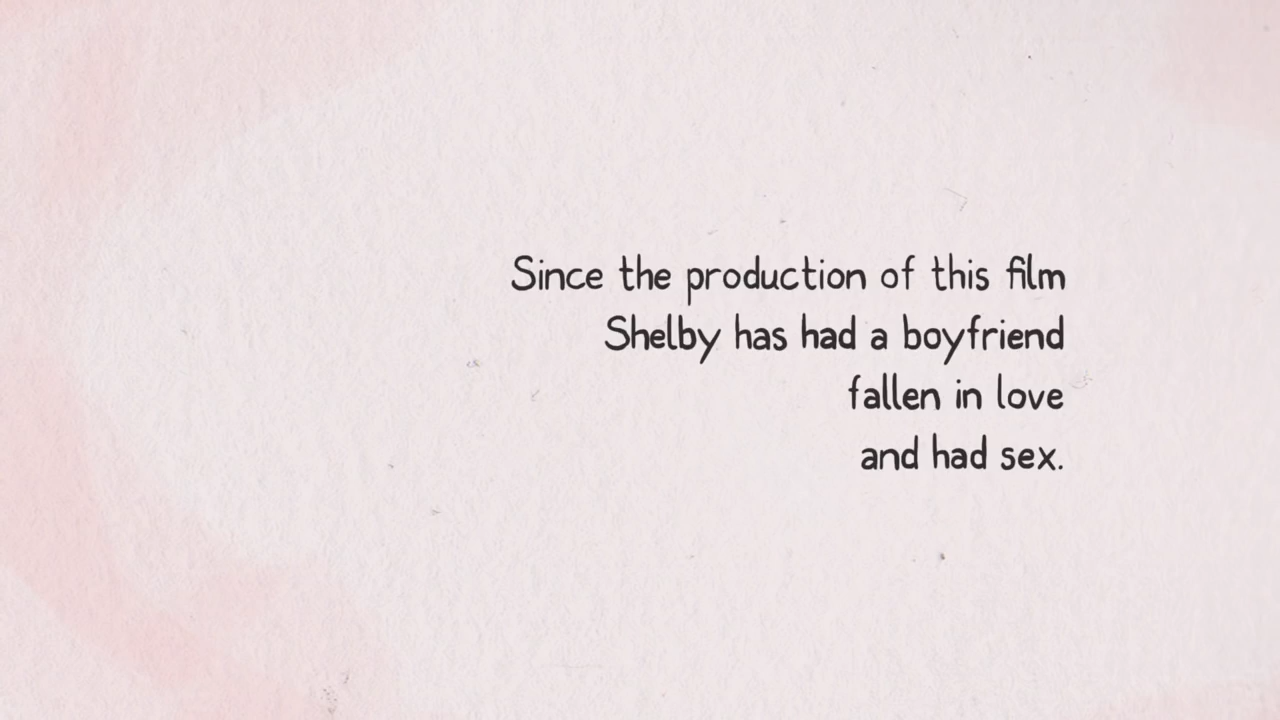 Since the production of this film
Shelby has had a boyfriend
fallen in love
and had sex.